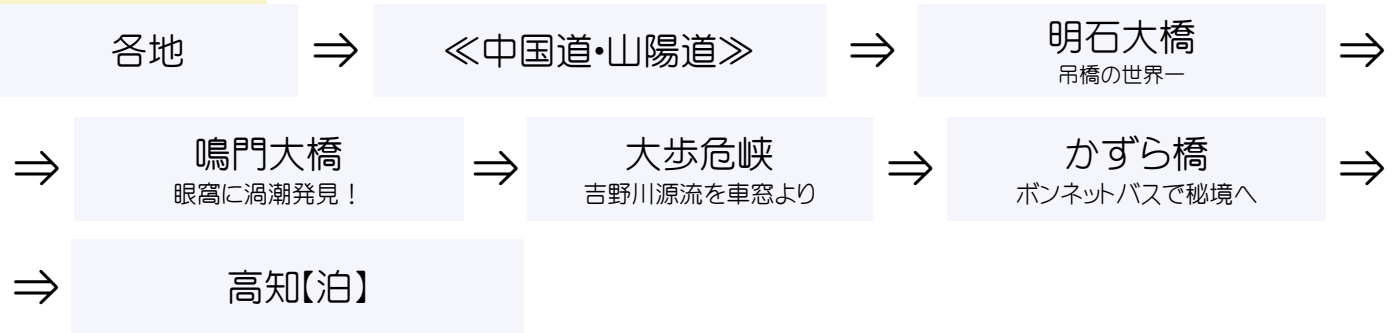 各地 ⇒ ≪中国道・山陽道≫ ⇒ 明石大橋 ⇒
吊橋の世界一
⇒ 鳴門大橋 ⇒ 大歩危峡 ⇒ かずら橋 ⇒
眼窩に渦潮発見！ 吉野川源流を車窓より ボンネットバスで秘境へ
⇒ 高知【泊】